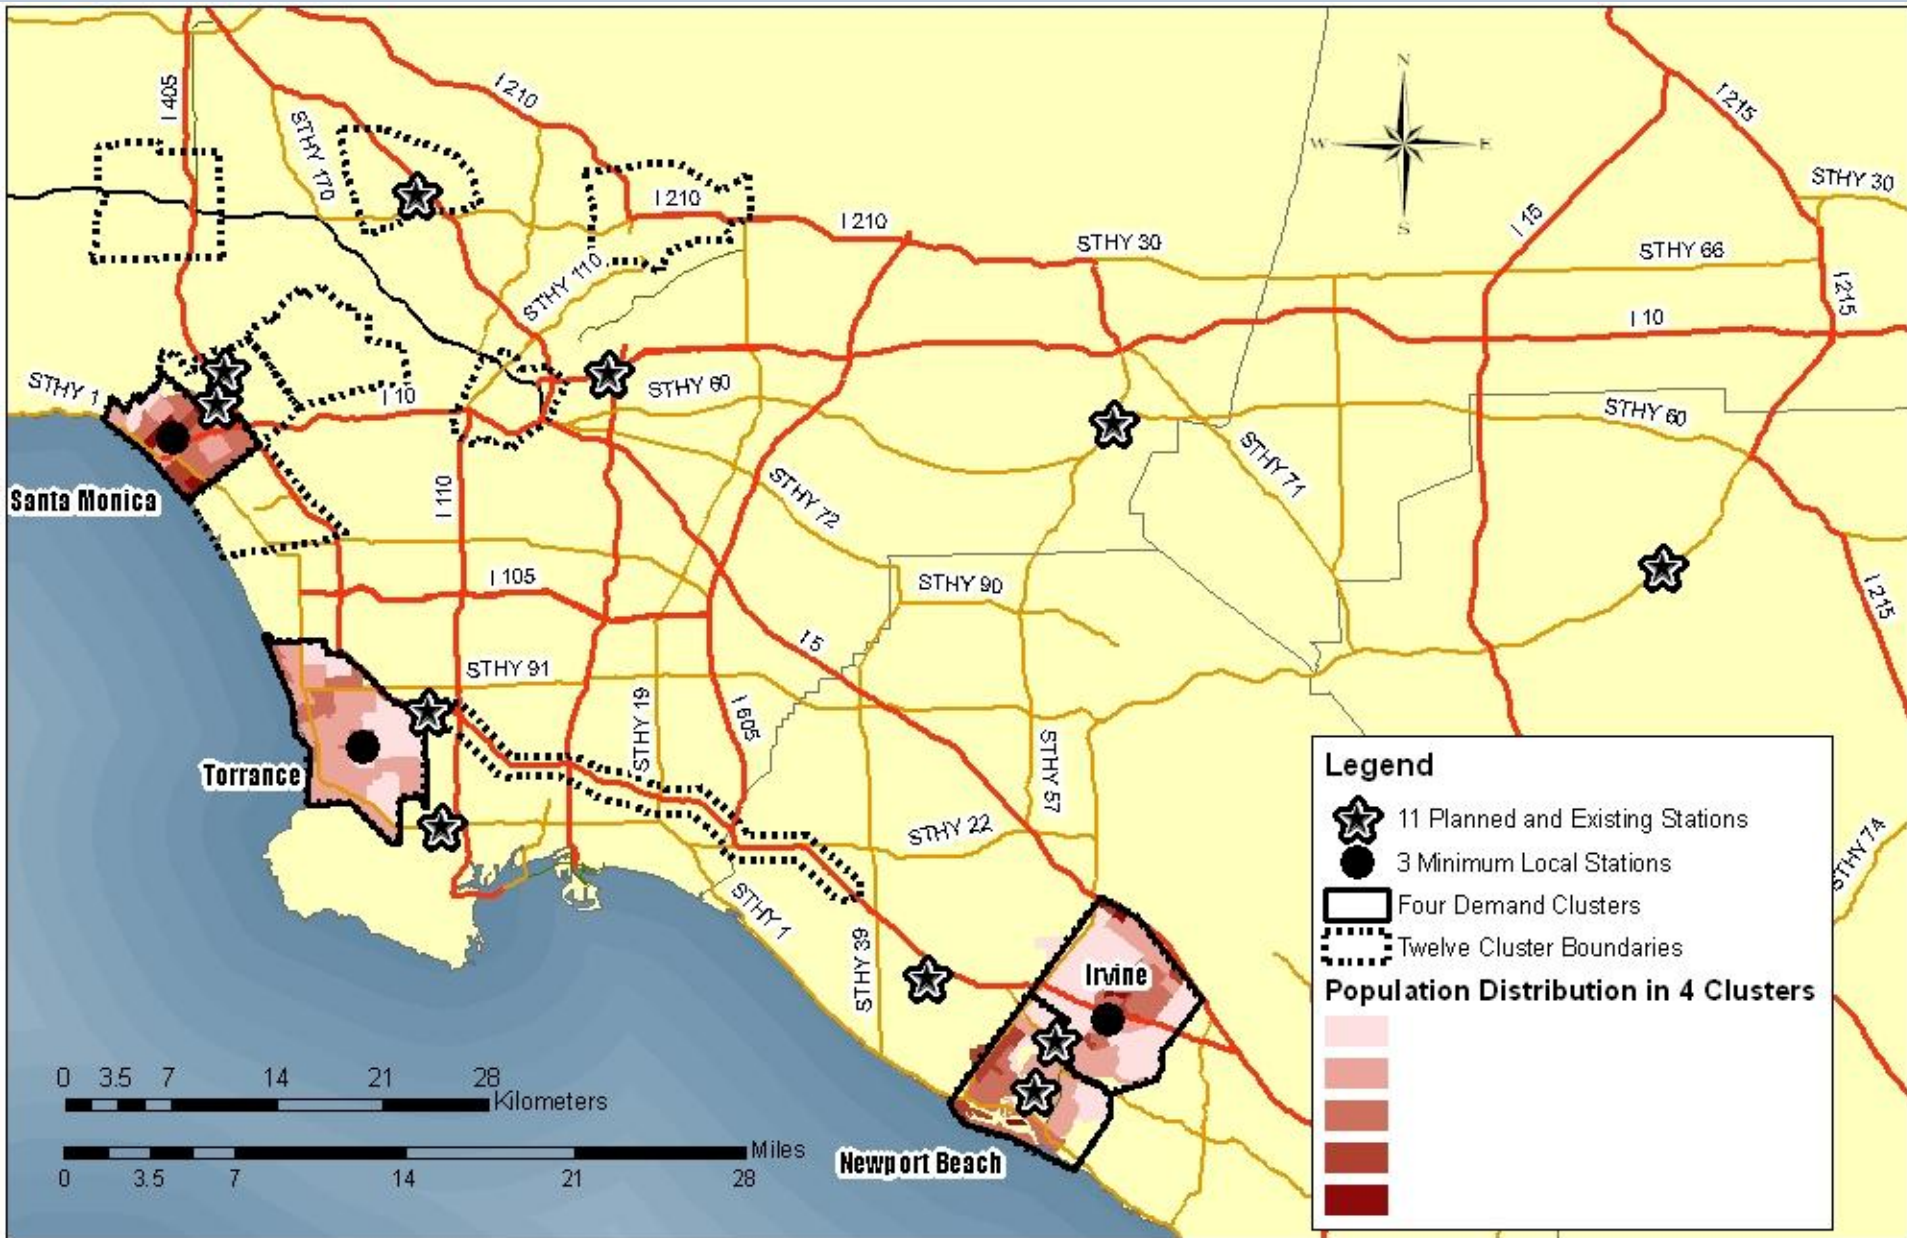 I 405
I 210
STHY 170
N
W
E
S
I 215
STHY 30
I 210
I 210
I 15
STHY 30
STHY 66
STHY 110
I 215
I 10
STHY 1
I 10
STHY 60
STHY 60
STHY 71
I 110
STHY 72
Santa Monica
I 105
STHY 90
I 215
I 5
STHY 91
STHY 19
I 605
STHY 57
Torrance
STHY 22
STHY 1
STHY 39
STHY 74
Irvine
Newport Beach
Legend
11 Planned and Existing Stations
3 Minimum Local Stations
Four Demand Clusters
Twelve Cluster Boundaries
Population Distribution in 4 Clusters
0 3.5 7 14 21 28
Kilometers
Miles
0 3.5 7 14 21 28